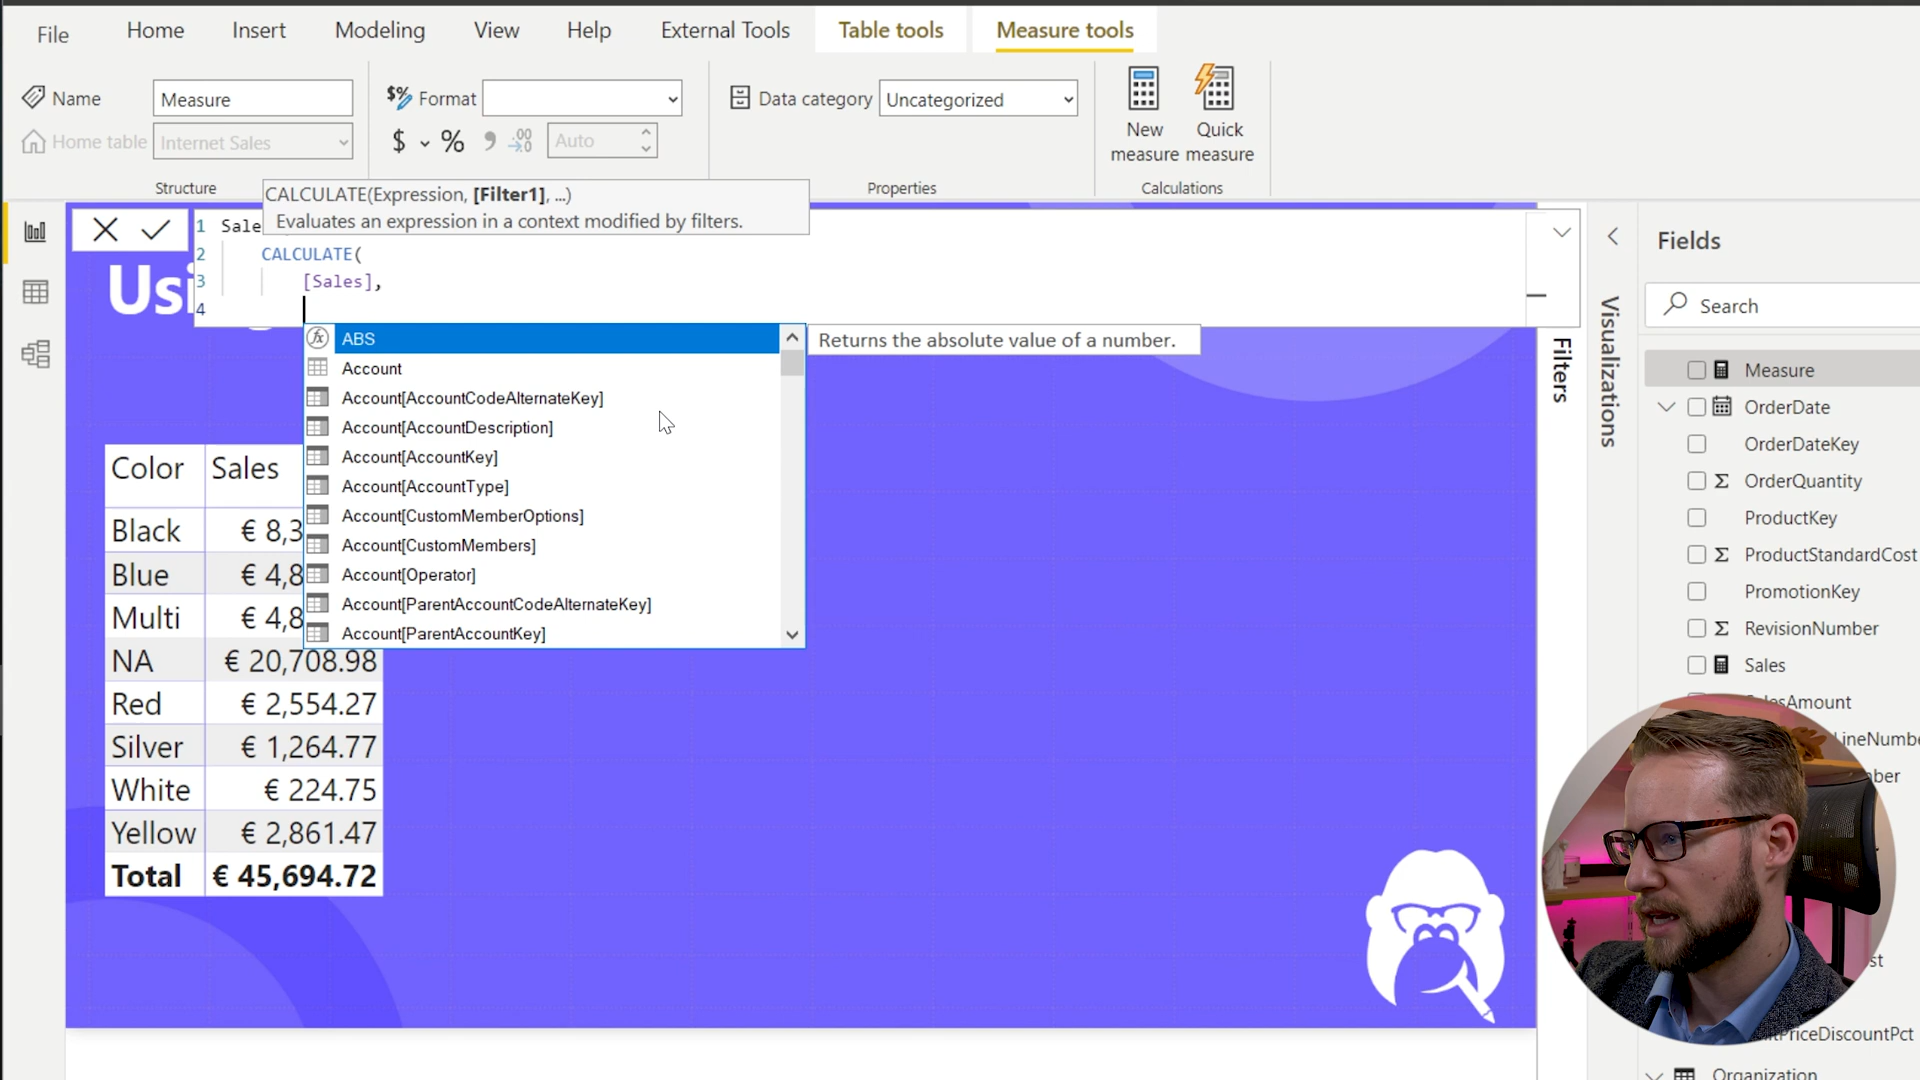 File
Home
Insert
Modeling
View
Help
External Tools
Table tools
Measure tools
Name
Measure
Format
Data category
Uncategorized
New
measure
Quick
measure
Home table
Internet Sales
$
%
Auto
Structure
Properties
Calculations
CALCULATE(Expression, [Filter1], ...)
Evaluates an expression in a context modified by filters.
1 Sale
2 CALCULATE(
3 [Sales],
4
Usi
ABS
Returns the absolute value of a number.
Account
Account[AccountCodeAlternateKey]
Account[AccountDescription]
Account[AccountKey]
Account[AccountType]
Account[CustomMemberOptions]
Account[CustomMembers]
Account[Operator]
Account[ParentAccountCodeAlternateKey]
Account[ParentAccountKey]
Color Sales
Black € 8,3
Blue € 4,8
Multi € 4,8
NA € 20,708.98
Red € 2,554.27
Silver € 1,264.77
White € 224.75
Yellow € 2,861.47
Total € 45,694.72
Filters
Visualizations
Fields
Search
Measure
OrderDate
OrderDateKey
OrderQuantity
ProductKey
ProductStandardCost
PromotionKey
RevisionNumber
Sales
SalesAmount
LineNumbe
ber
st
PriceDiscountPct
Organization